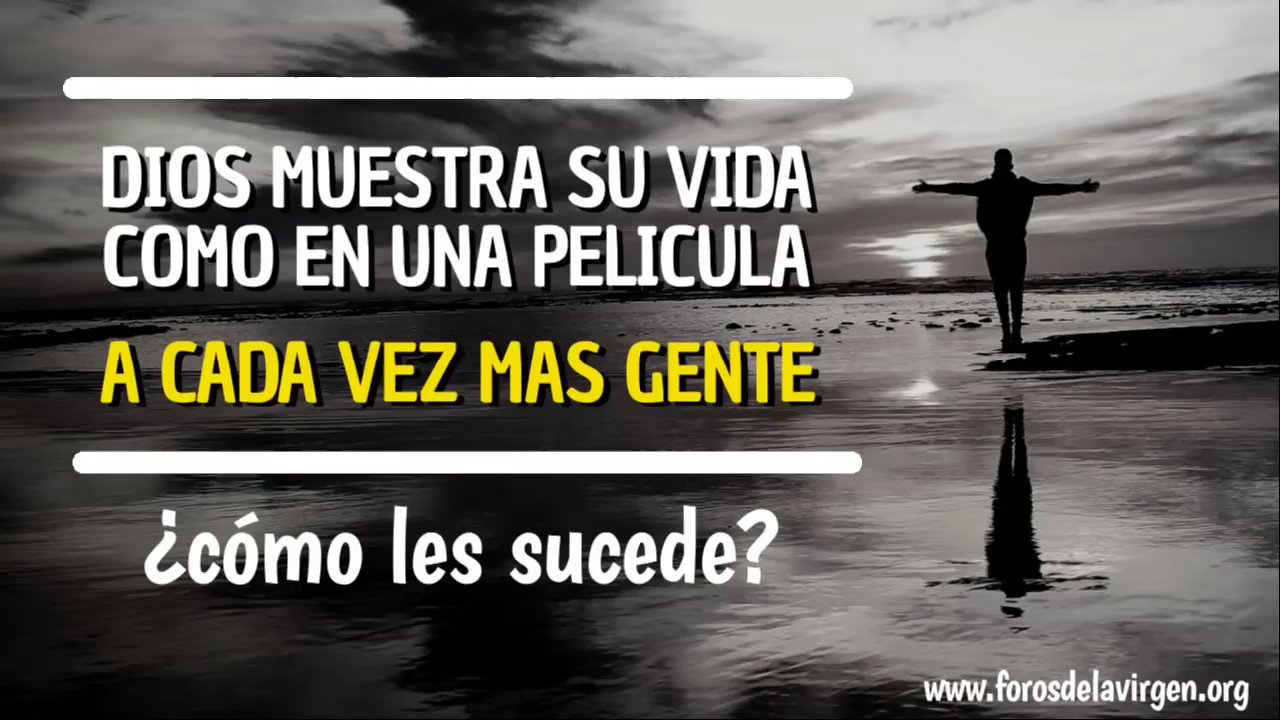 DIOS MUESTRA SU VIDA
COMO EN UNA PELICULA
A CADA VEZ MAS GENTE
¿cómo les sucede?
www.forosdelavirgen.org